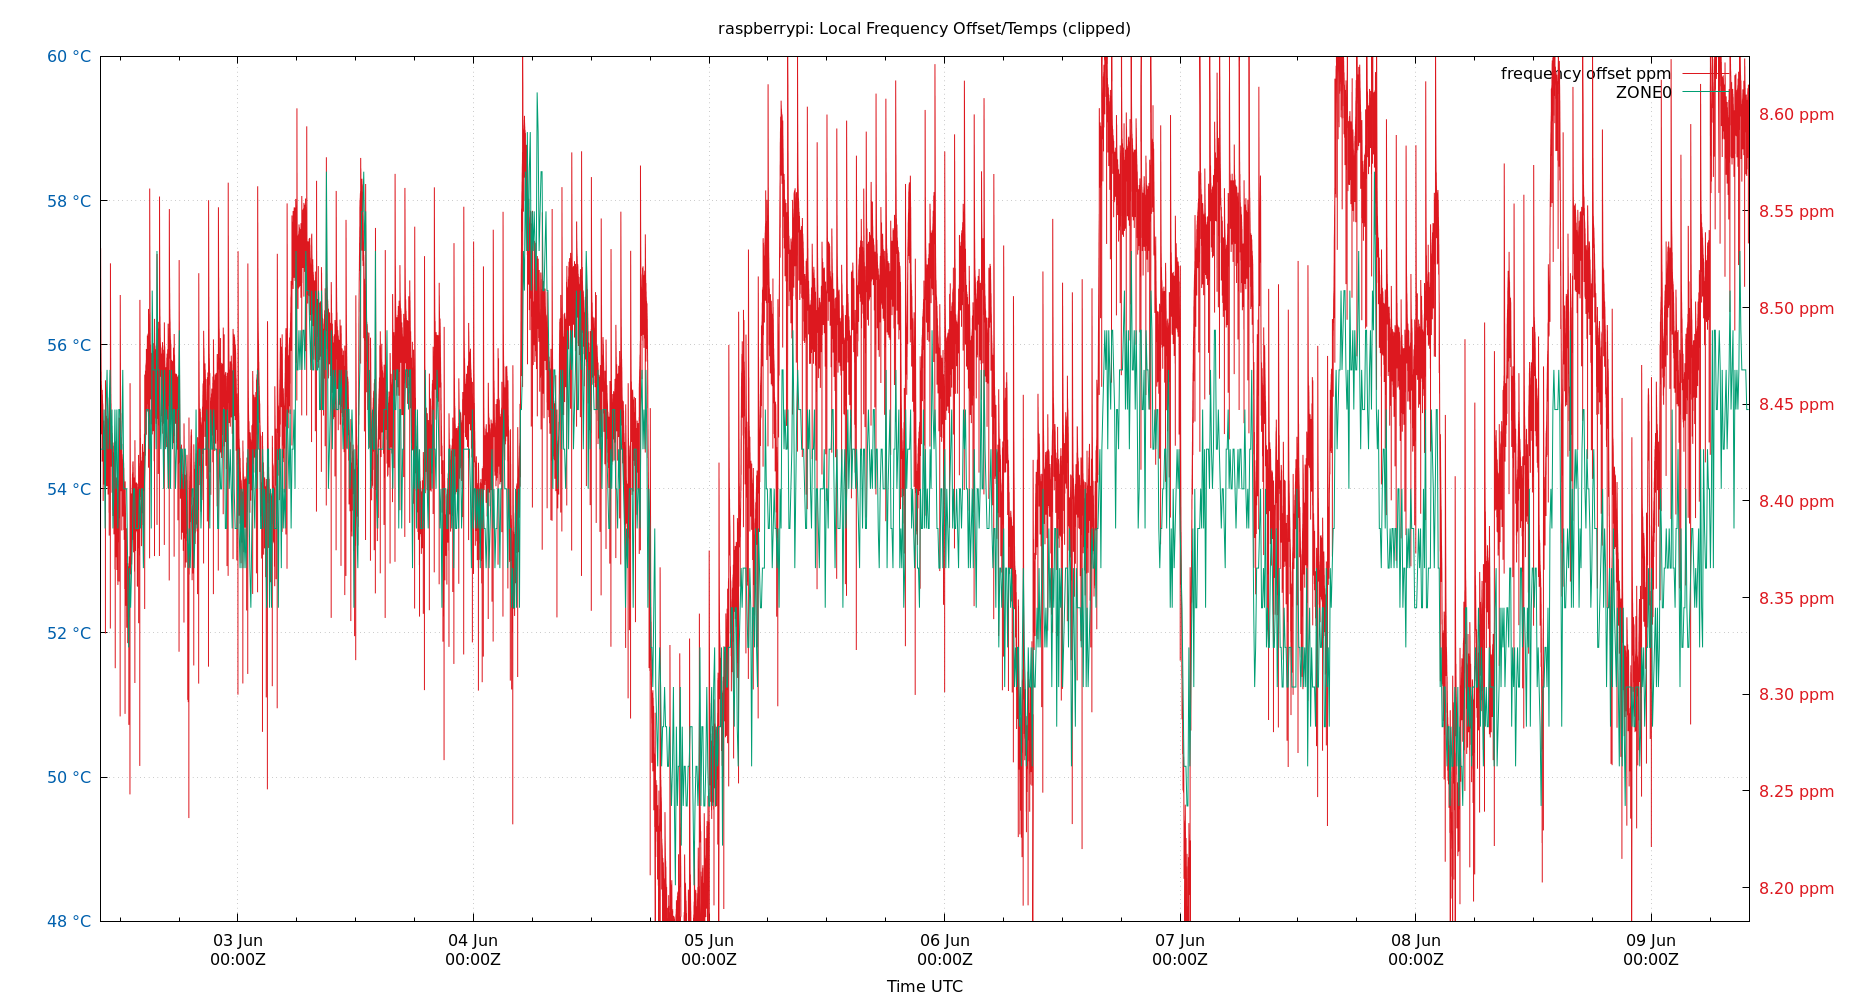 raspberrypi: Local Frequency Offset/Temps (clipped)
60 °C
58 °C
56 °C
54 °C
52 °C
50 °C
48 °C
frequency offset ppm
ZONE0
8.60 ppm
8.55 ppm
8.50 ppm
8.45 ppm
8.40 ppm
8.35 ppm
8.30 ppm
8.25 ppm
8.20 ppm
03 Jun 04 Jun 05 Jun 06 Jun 07 Jun 08 Jun 09 Jun
00:00Z 00:00Z 00:00Z 00:00Z 00:00Z 00:00Z 00:00Z
Time UTC